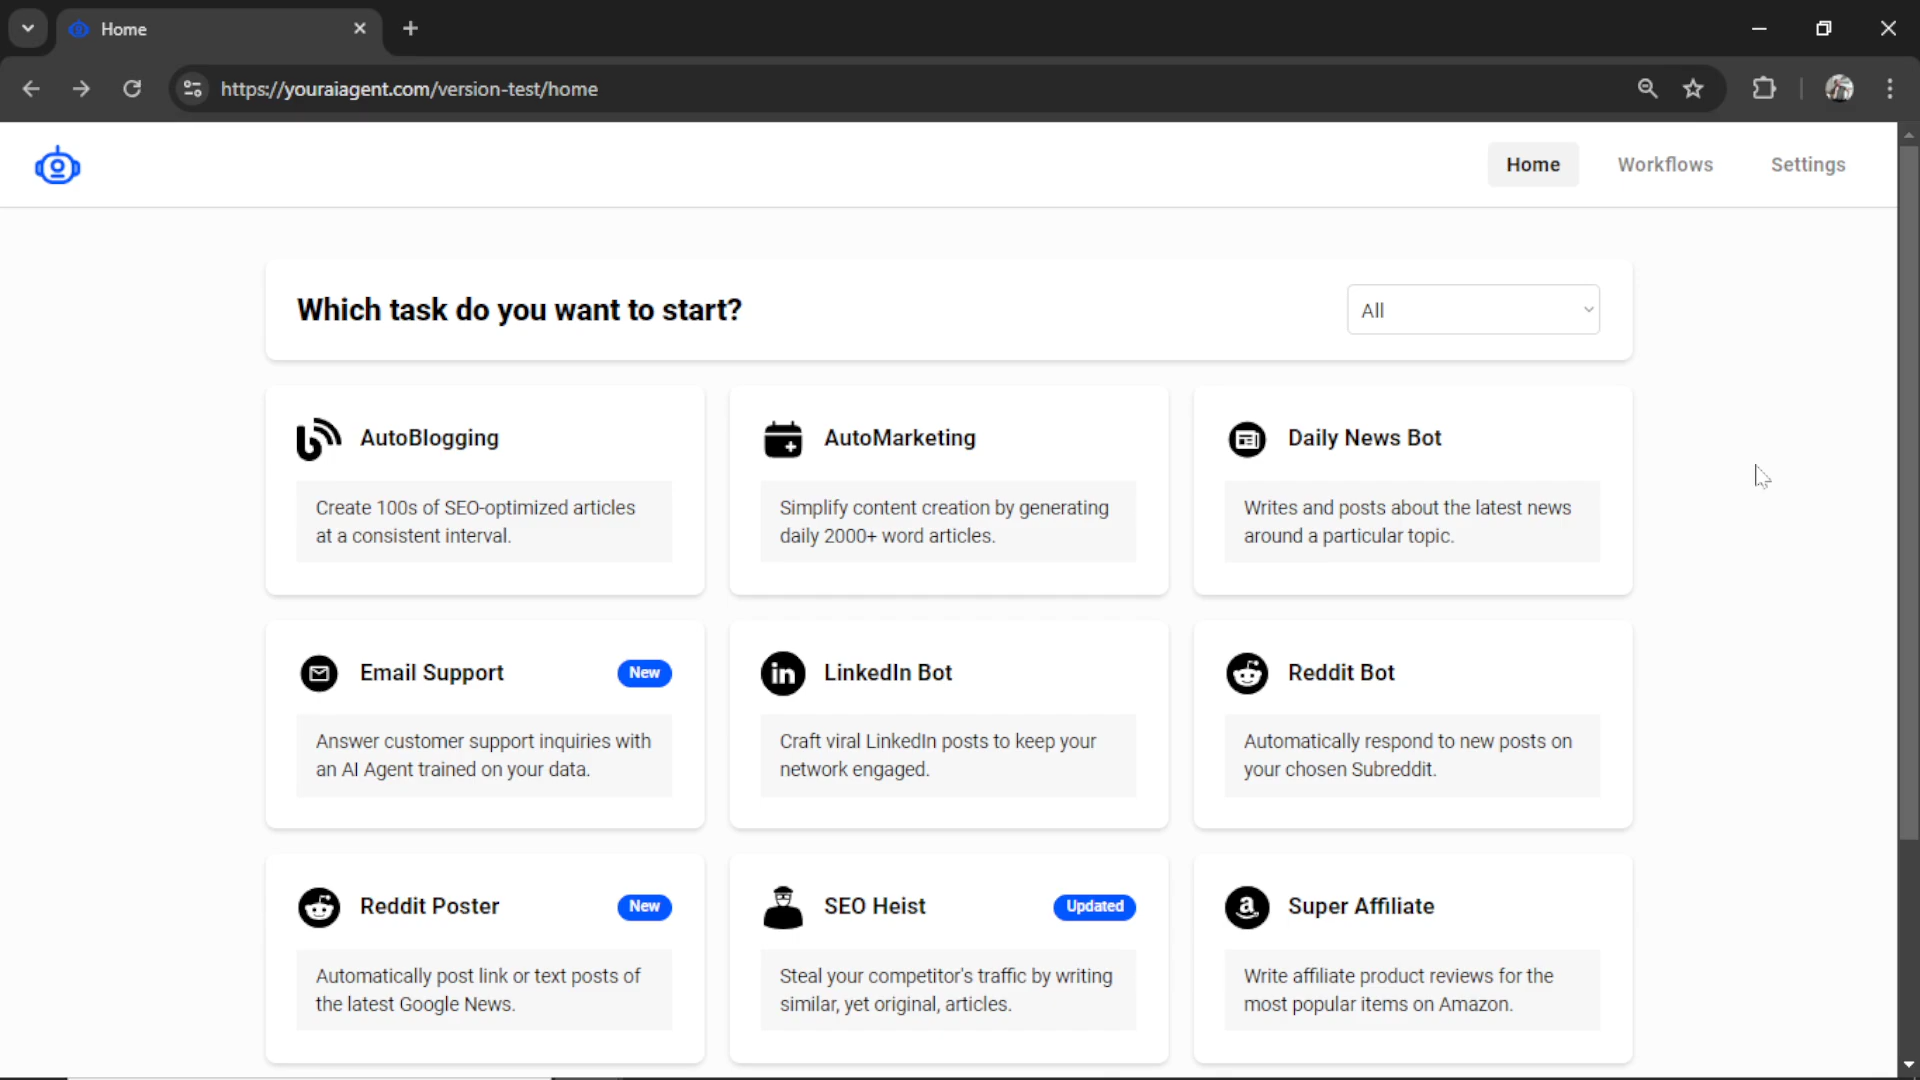 Home
https://youraiagent.com/version-test/home
Home
Workflows
Settings
Which task do you want to start?
All
AutoBlogging
Create 100s of SEO-optimized articles
at a consistent interval.
AutoMarketing
Simplify content creation by generating
daily 2000+ word articles.
Daily News Bot
Writes and posts about the latest news
around a particular topic.
Email Support
New
Answer customer support inquiries with
an AI Agent trained on your data.
LinkedIn Bot
Craft viral LinkedIn posts to keep your
network engaged.
Reddit Bot
Automatically respond to new posts on
your chosen Subreddit.
Reddit Poster
New
Automatically post link or text posts of
the latest Google News.
SEO Heist
Updated
Steal your competitor's traffic by writing
similar, yet original, articles.
Super Affiliate
Write affiliate product reviews for the
most popular items on Amazon.